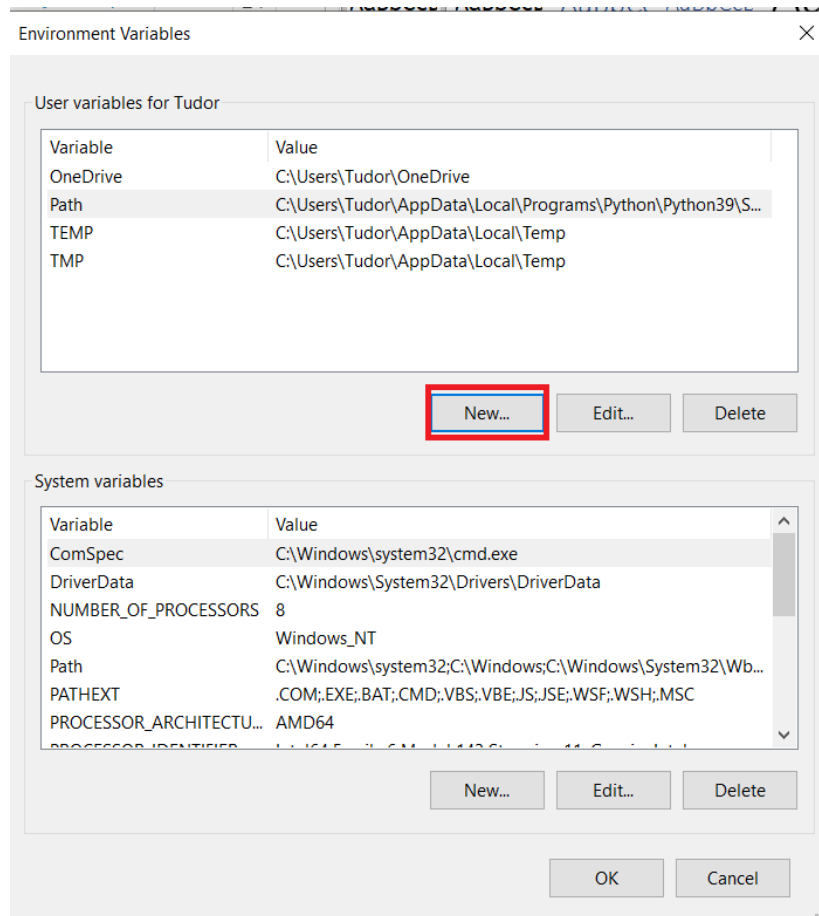 Environment Variables
User variables for Tudor
Variable Value
OneDrive C:\Users\Tudor\OneDrive
Path C:\Users\Tudor\AppData\Local\Programs\Python\Python39\S...
TEMP C:\Users\Tudor\AppData\Local\Temp
TMP C:\Users\Tudor\AppData\Local\Temp
New... Edit... Delete
System variables
Variable Value
ComSpec C:\Windows\system32\cmd.exe
DriverData C:\Windows\System32\Drivers\DriverData
NUMBER_OF_PROCESSORS 8
OS Windows_NT
Path C:\Windows\system32;C:\Windows;C:\Windows\System32\Wb...
PATHEXT .COM;.EXE;.BAT;.CMD;.VBS;.VBE;.JS;.JSE;.WSF;.WSH;.MSC
PROCESSOR_ARCHITECTU... AMD64
New... Edit... Delete
OK Cancel